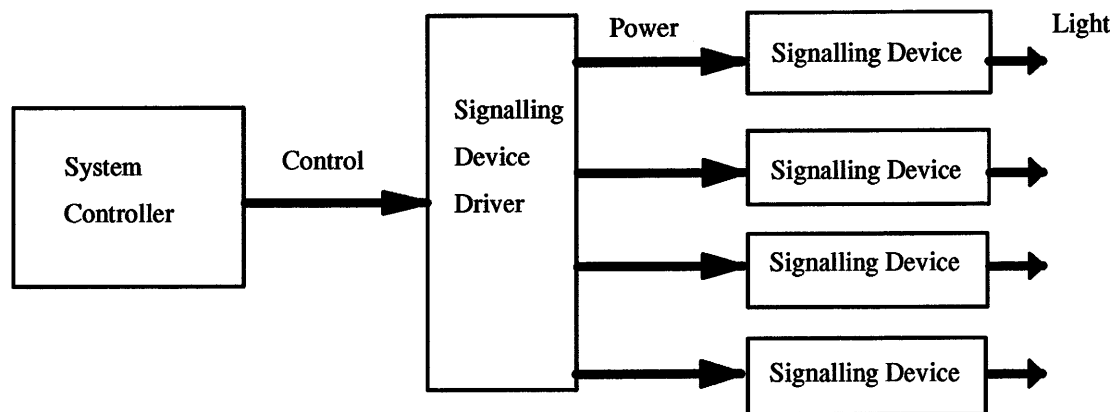 System
Controller
Control
Signalling
Device
Driver
Power
Light
Signalling Device
Signalling Device
Signalling Device
Signalling Device